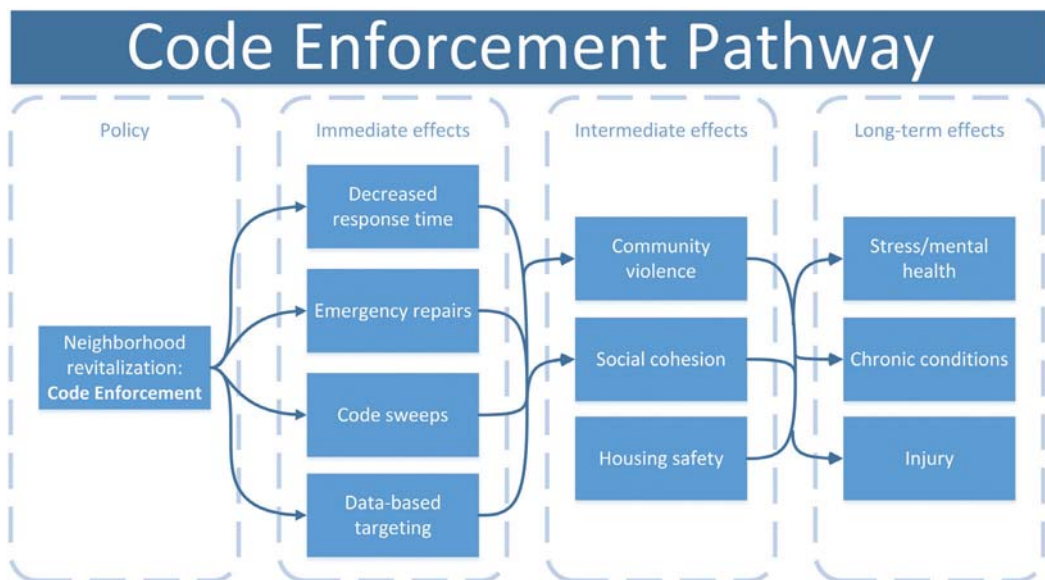 Code Enforcement Pathway
Policy
Immediate effects
Intermediate effects
Long-term effects
Neighborhood
revitalization:
Code Enforcement
Decreased
response time
Emergency repairs
Code sweeps
Data-based
targeting
Community
violence
Social cohesion
Housing safety
Stress/mental
health
Chronic conditions
Injury